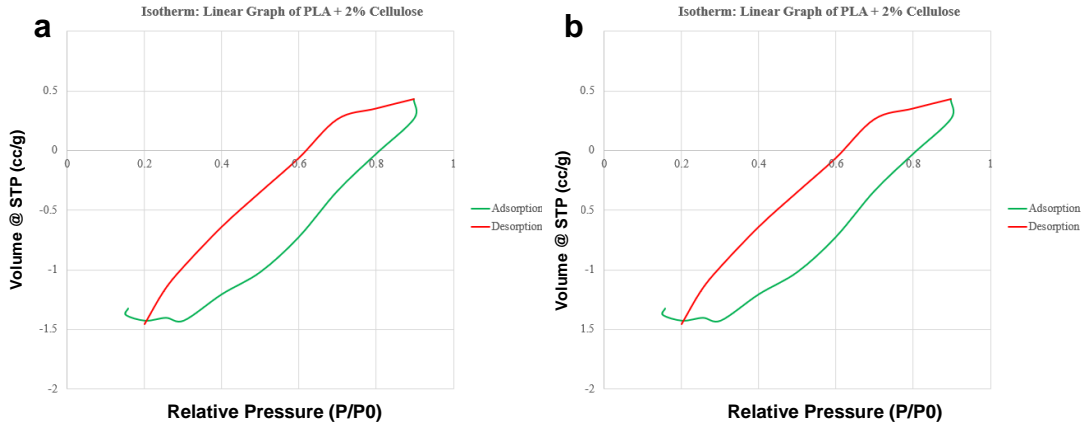 a
Isotherm: Linear Graph of PLA + 2% Cellulose
Volume @ STP (cc/g)
0.5
0
-0.5
-1
-1.5
-2
0 0.2 0.4 0.6 0.8 1
Adsorption
Desorption
Relative Pressure (P/P0)
b
Isotherm: Linear Graph of PLA + 2% Cellulose
Volume @ STP (cc/g)
0.5
0
0.5
-1
1.5
-2
0 0.2 0.4 0.6 0.8 1
Adsorption
Desorption
Relative Pressure (P/P0)